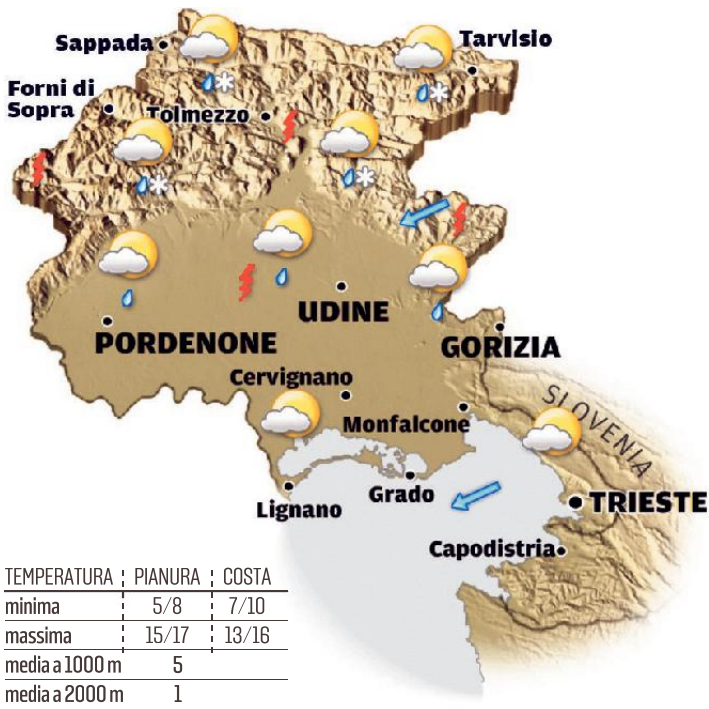 Sappada
Tarvisio
Forni di
Sopra
Tolmezzo
UDINE
PORDENONE
GORIZIA
Cervignano
SLOVENIA
Monfalcone
Grado
Lignano
TRIESTE
Capodistria
TEMPERATURA PIANURA COSTA
minima 5/8 7/10
massima 15/17 13/16
media a 1000 m 5
media a 2000 m 1